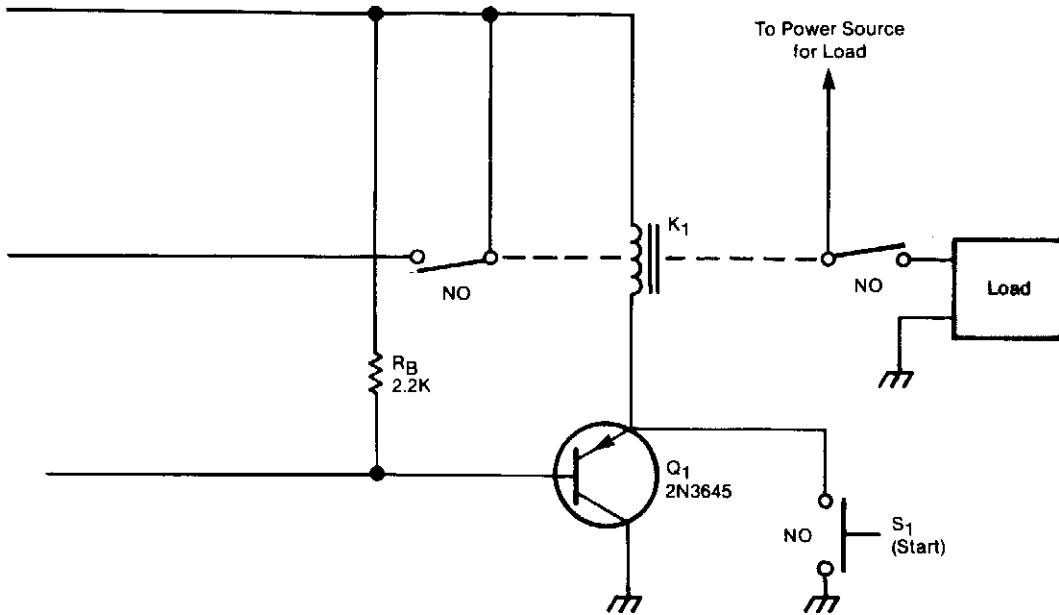 To Power Source
for Load
K1
NO
NO
Load
RB
2.2K
Q1
2N3645
NO
S1
(Start)